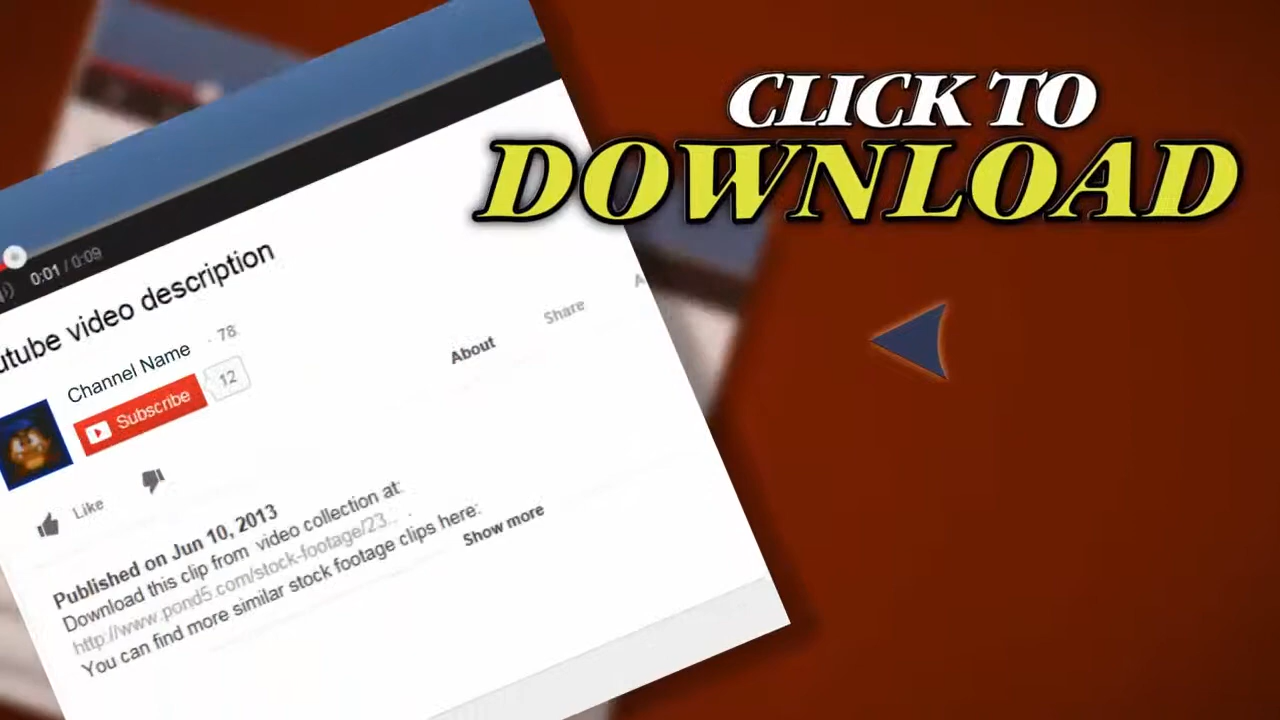 CLICK TO
DOWNLOAD
0:01 / 0:09
utube video description
Channel Name · 78
Subscribe 12
About Share
Like
Published on Jun 10, 2013
Download this clip from video collection at:
http://www.pond5.com/stock-footage/23...
You can find more similar stock footage clips here:
Show more